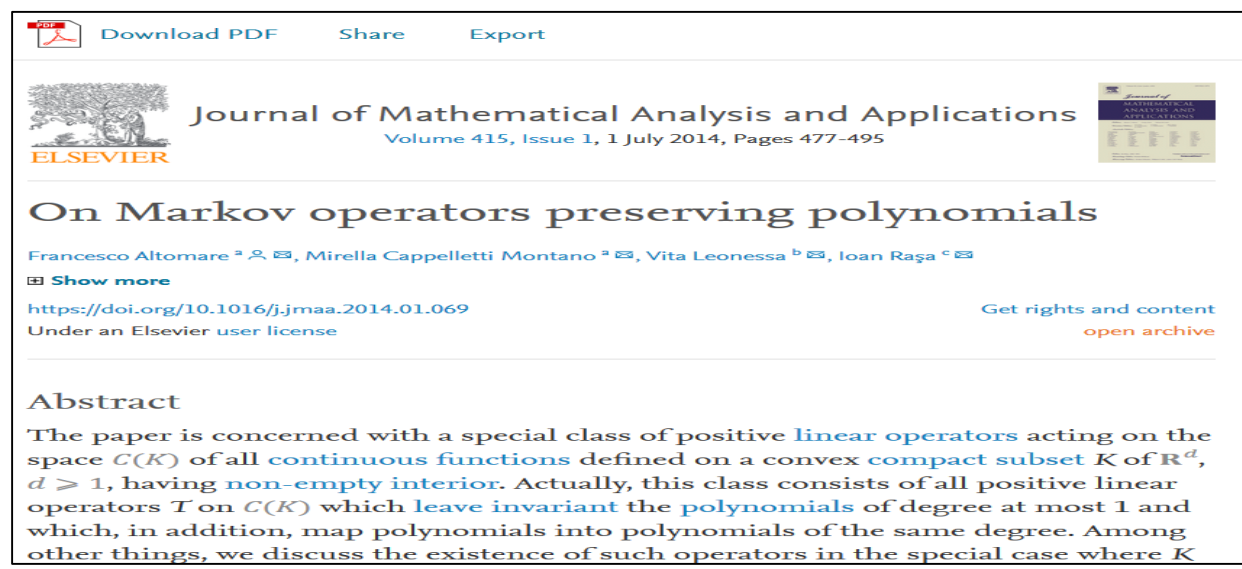 PDF
Download PDF Share Export
ELSEVIER
Journal of Mathematical Analysis and Applications
Volume 415, Issue 1, 1 July 2014, Pages 477-495
Journal of
MATHEMATICAL
ANALYSIS AND
APPLICATIONS
On Markov operators preserving polynomials
Francesco Altomare a, Mirella Cappelletti Montano a, Vita Leonessa b, Ioan Raşa c
Show more
https://doi.org/10.1016/j.jmaa.2014.01.069 Get rights and content
Under an Elsevier user license open archive
Abstract
The paper is concerned with a special class of positive linear operators acting on the
space C(K) of all continuous functions defined on a convex compact subset K of R^d,
d ⩾ 1, having non-empty interior. Actually, this class consists of all positive linear
operators T on C(K) which leave invariant the polynomials of degree at most 1 and
which, in addition, map polynomials into polynomials of the same degree. Among
other things, we discuss the existence of such operators in the special case where K